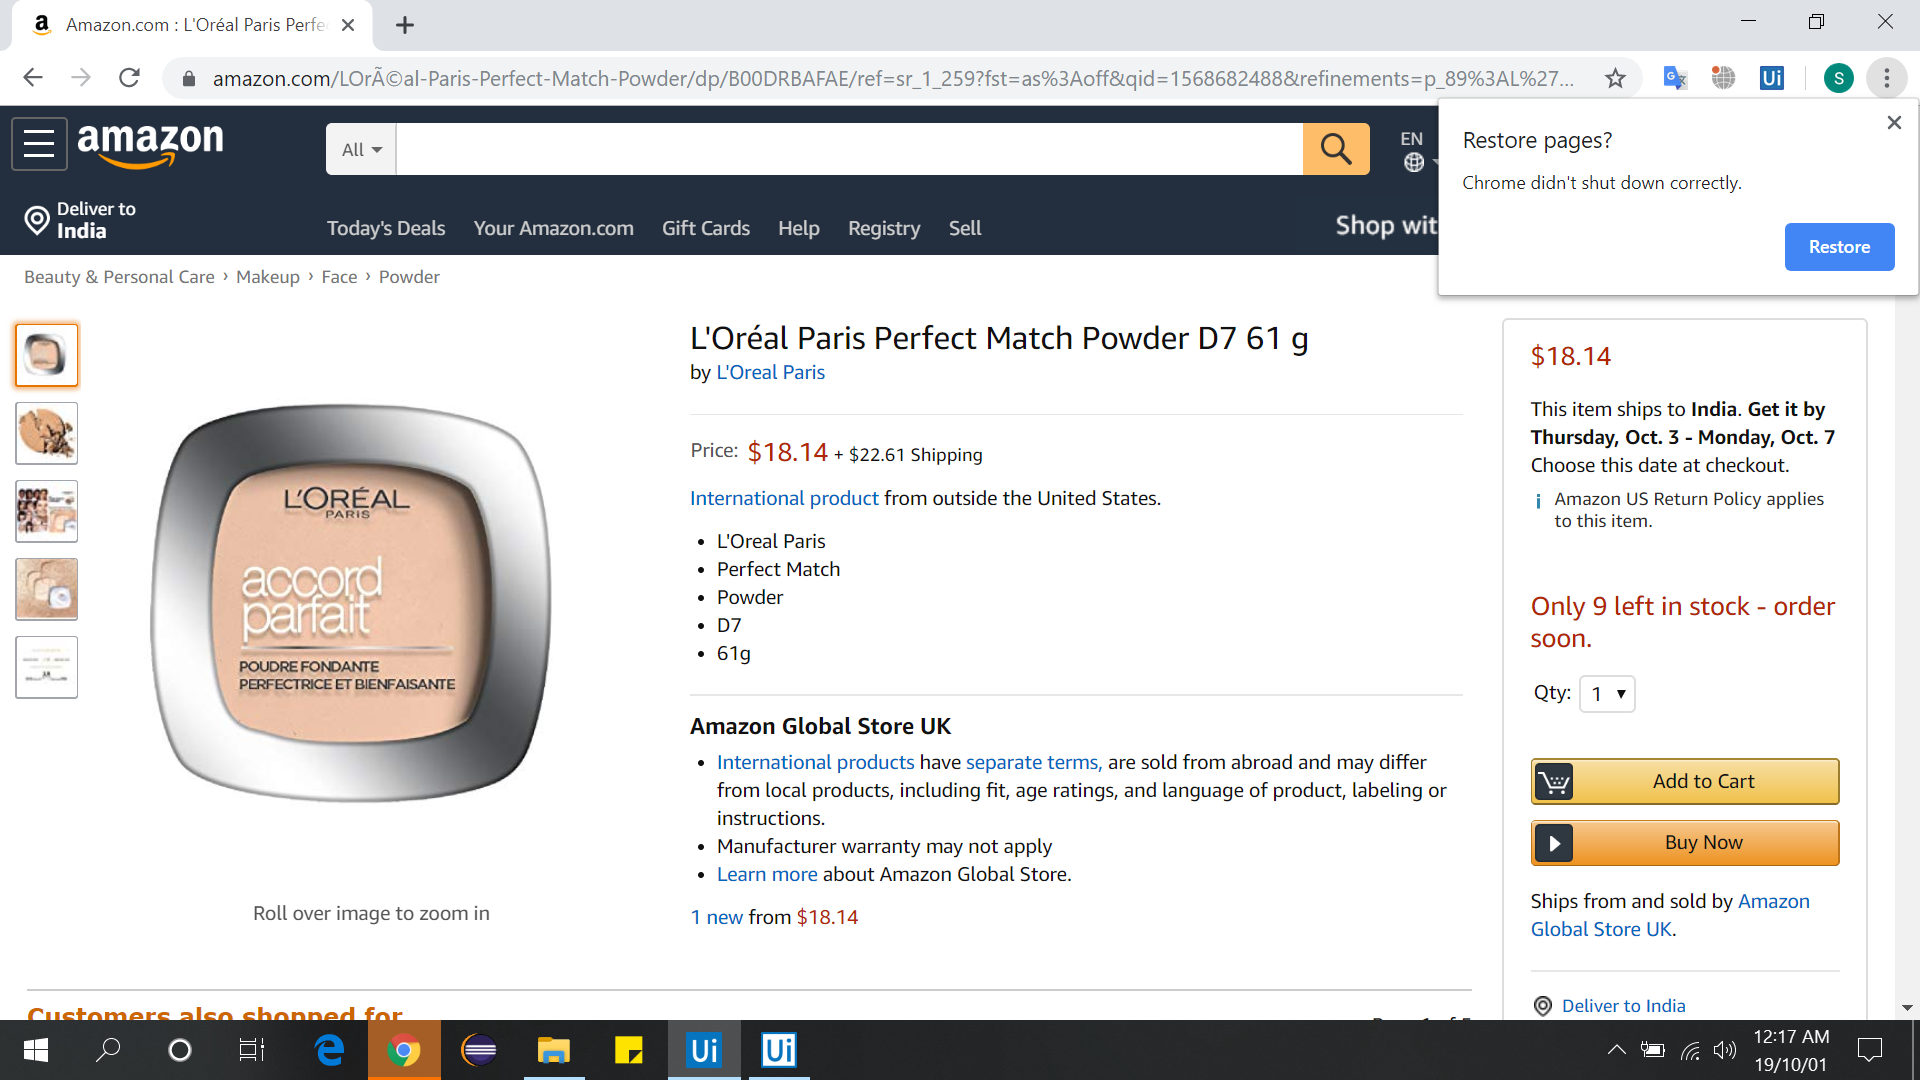 Amazon.com : L'Oréal Paris Perfe
amazon.com/LOrÃ©al-Paris-Perfect-Match-Powder/dp/B00DRBAFAE/ref=sr_1_259?fst=as%3Aoff&qid=1568682488&refinements=p_89%3AL%27...
S
Ui
Restore pages?
Chrome didn't shut down correctly.
Restore
amazon
All
EN
Deliver to
India
Today's Deals
Your Amazon.com
Gift Cards
Help
Registry
Sell
Shop wit
Beauty & Personal Care › Makeup › Face › Powder
L'ORÉAL
PARIS
accord
parfait
POUDRE FONDANTE
PERFECTRICE ET BIENFAISANTE
Roll over image to zoom in
L'Oréal Paris Perfect Match Powder D7 61 g
by L'Oreal Paris
Price: $18.14 + $22.61 Shipping
International product from outside the United States.
• L'Oreal Paris
• Perfect Match
• Powder
• D7
• 61g
Amazon Global Store UK
• International products have separate terms, are sold from abroad and may differ
from local products, including fit, age ratings, and language of product, labeling or
instructions.
• Manufacturer warranty may not apply
• Learn more about Amazon Global Store.
1 new from $18.14
$18.14
This item ships to India. Get it by
Thursday, Oct. 3 - Monday, Oct. 7
Choose this date at checkout.
Amazon US Return Policy applies
to this item.
Only 9 left in stock - order
soon.
Qty: 1
Add to Cart
Buy Now
Ships from and sold by Amazon
Global Store UK.
Deliver to India
Customers also shopped for
Ui
Ui
12:17 AM
19/10/01